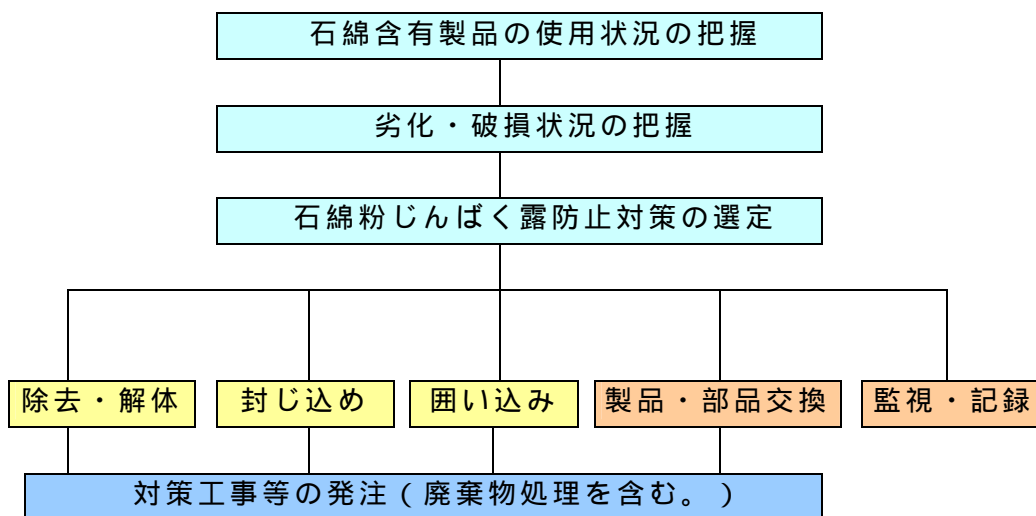 石綿含有製品の使用状況の把握
劣化・破損状況の把握
石綿粉じんばく露防止対策の選定
除去・解体
封じ込め
囲い込み
製品・部品交換
監視・記録
対策工事等の発注（廃棄物処理を含む。）